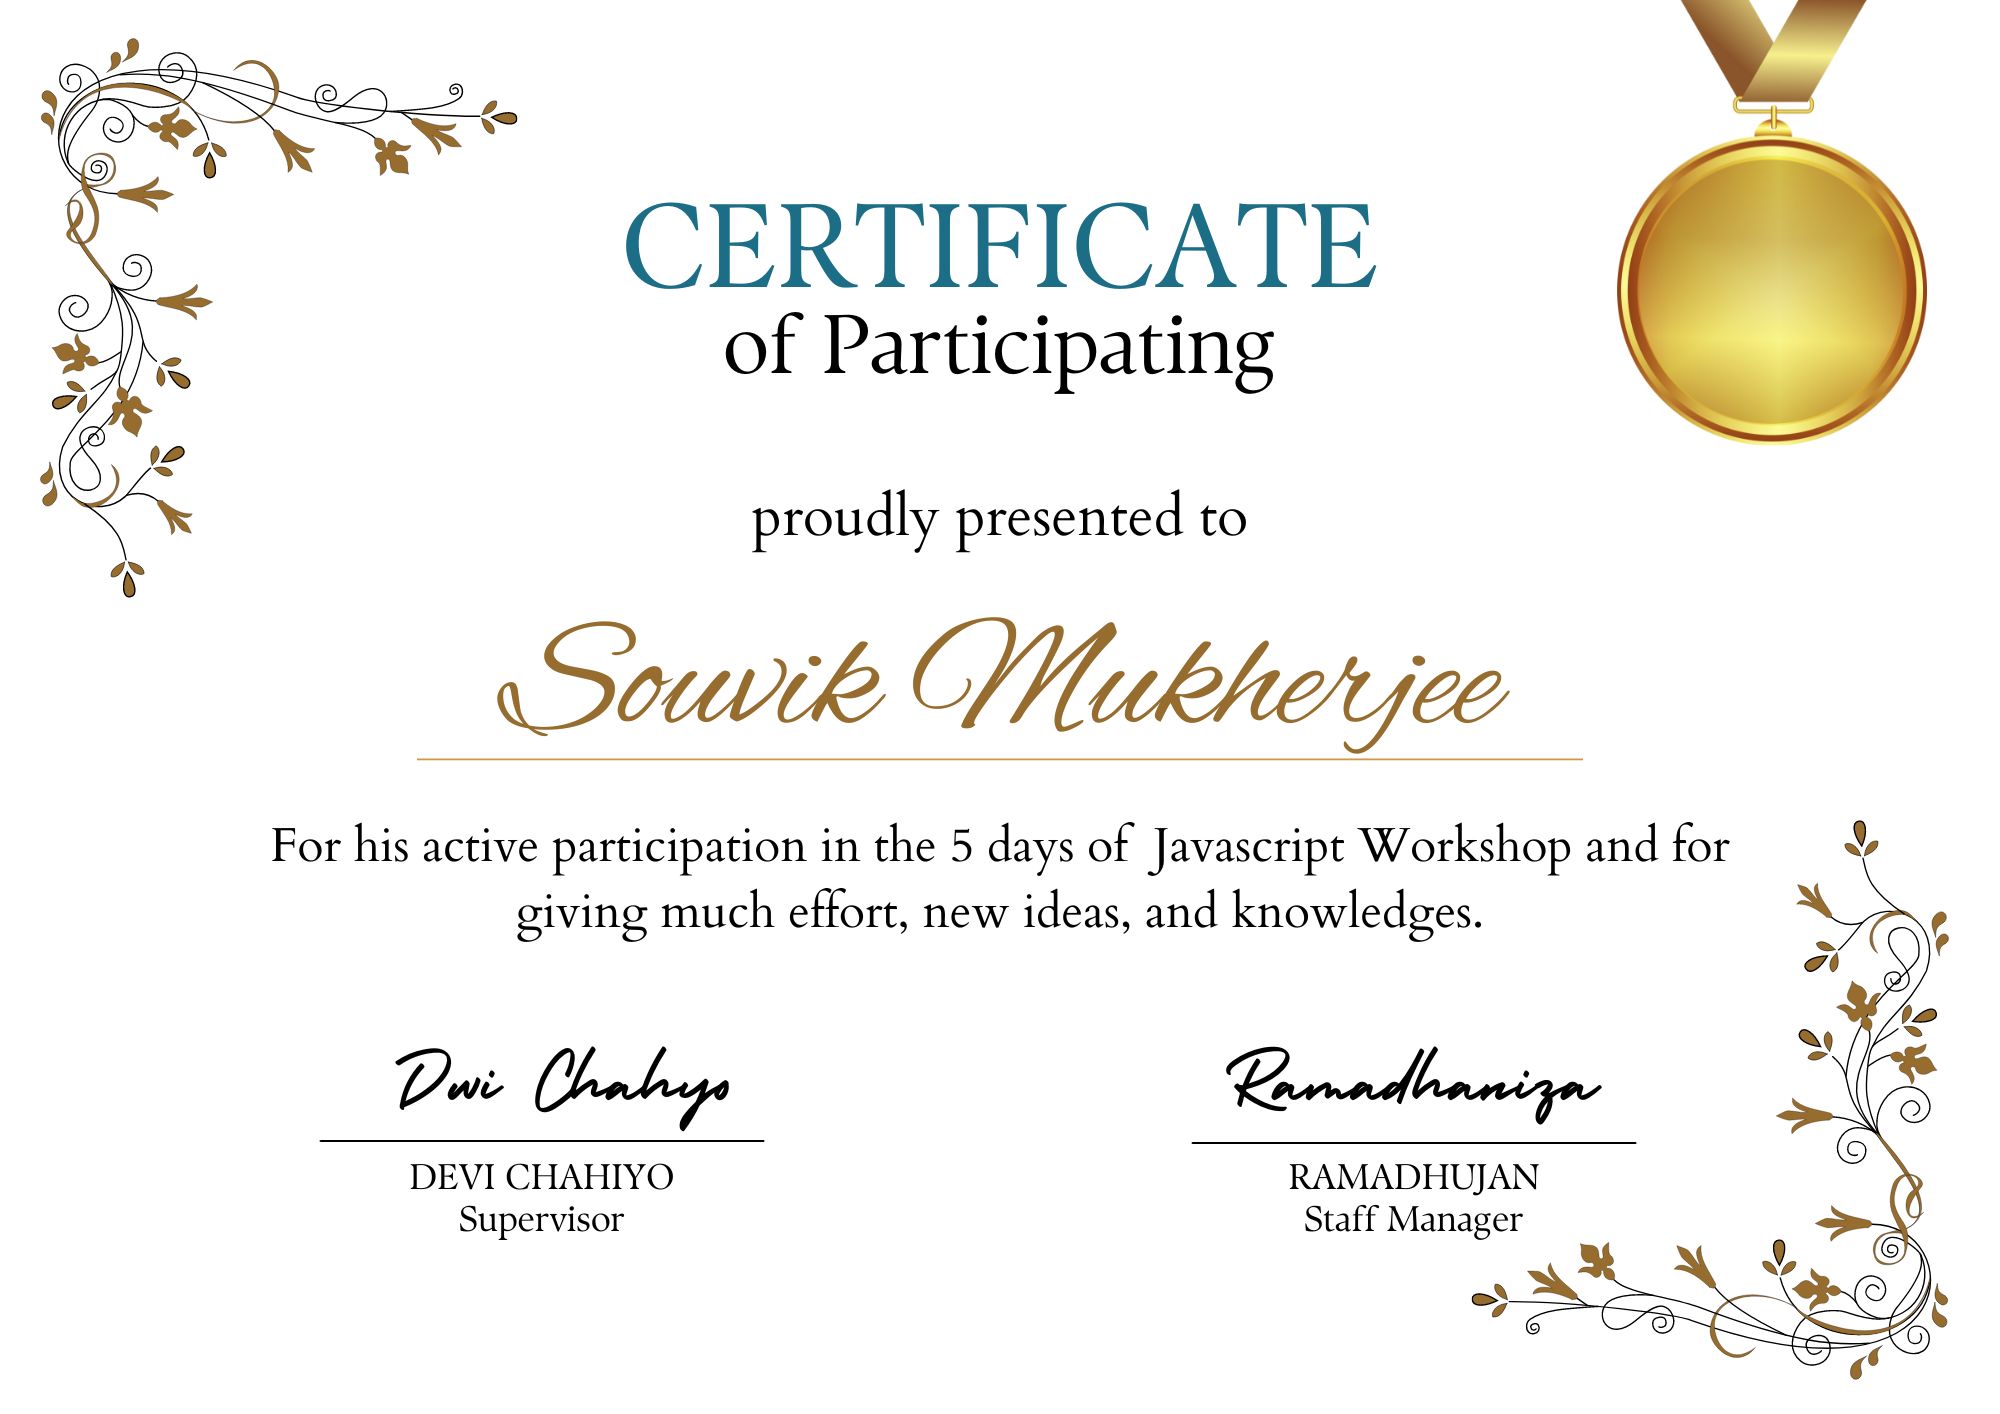 CERTIFICATE
of Participating
proudly presented to
Souvik Mukherjee
For his active participation in the 5 days of Javascript Workshop and for
giving much effort, new ideas, and knowledges.
Dwi Chahyo
DEVI CHAHIYO
Supervisor
Ramadhaniza
RAMADHUJAN
Staff Manager